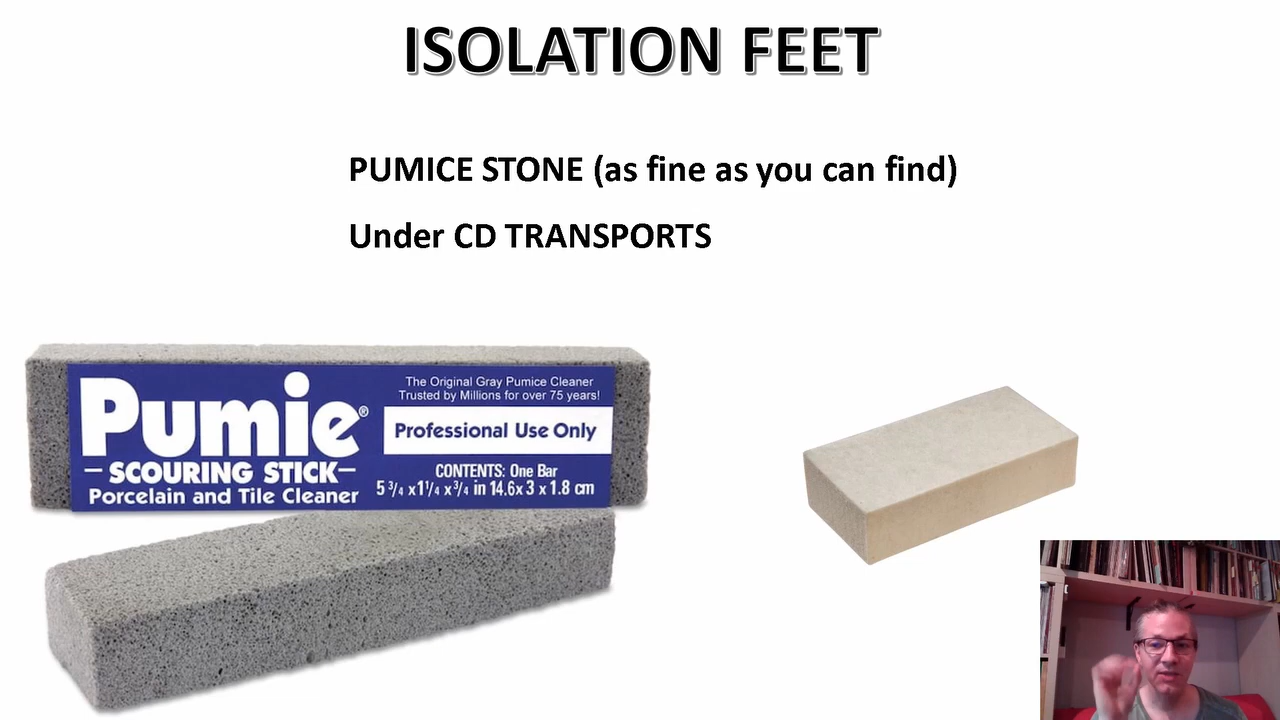 ISOLATION FEET
PUMICE STONE (as fine as you can find)
Under CD TRANSPORTS
Pumie®
–SCOURING STICK–
Porcelain and Tile Cleaner
The Original Gray Pumice Cleaner
Trusted by Millions for over 75 years!
Professional Use Only
CONTENTS: One Bar
5 3/4 x 1 1/4 x 3/4 in 14.6 x 3 x 1.8 cm